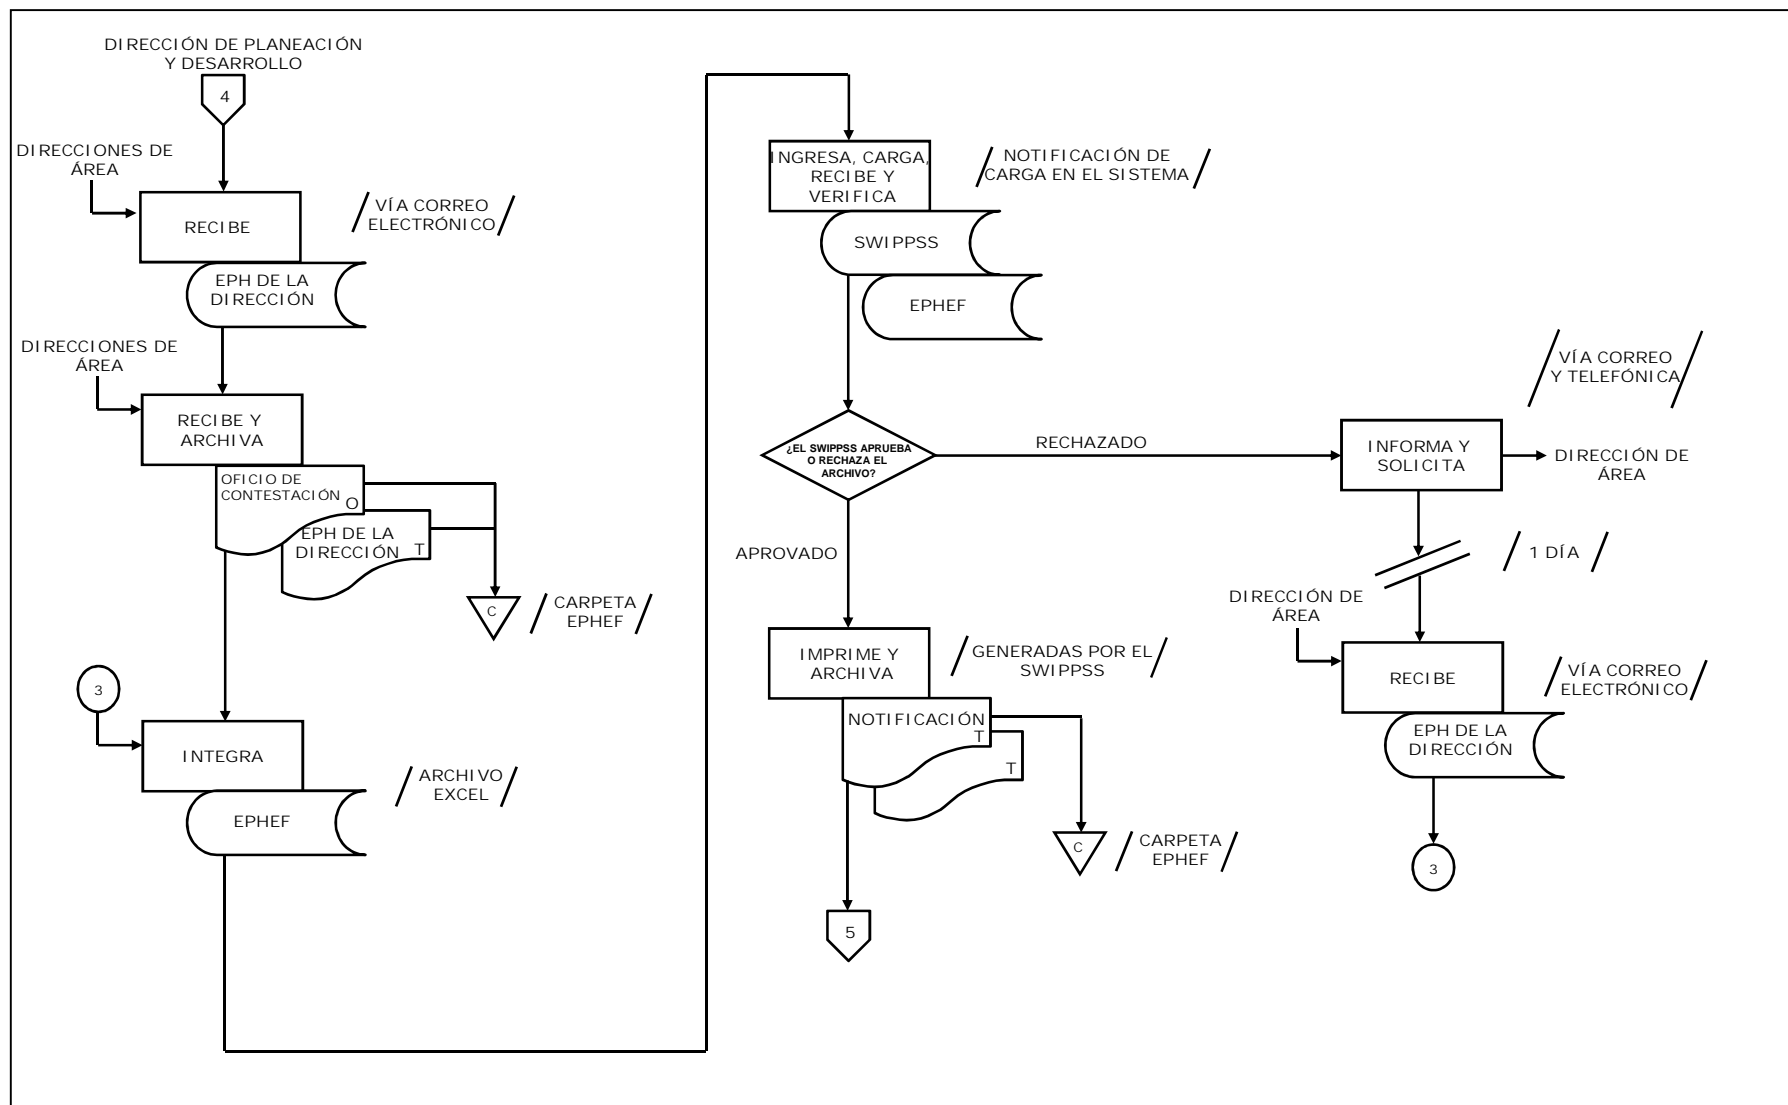 DIRECCIÓN DE PLANEACIÓN
Y DESARROLLO
4
DIRECCIONES DE
ÁREA
RECIBE
VÍA CORREO
ELECTRÓNICO
EPH DE LA
DIRECCIÓN
DIRECCIONES DE
ÁREA
RECIBE Y
ARCHIVA
OFICIO DE
CONTESTACIÓN
O
EPH DE LA
DIRECCIÓN
T
C
CARPETA
EPHEF
3
INTEGRA
ARCHIVO
EXCEL
EPHEF
INGRESA, CARGA,
RECIBE Y
VERIFICA
NOTIFICACIÓN DE
CARGA EN EL SISTEMA
SWIPPSS
EPHEF
¿EL SWIPPSS APRUEBA
O RECHAZA EL
ARCHIVO?
RECHAZADO
APROVADO
IMPRIME Y
ARCHIVA
GENERADAS POR EL
SWIPPSS
NOTIFICACIÓN
T
T
C
CARPETA
EPHEF
5
VÍA CORREO
Y TELEFÓNICA
INFORMA Y
SOLICITA
DIRECCIÓN DE
ÁREA
1 DÍA
DIRECCIÓN DE
ÁREA
RECIBE
VÍA CORREO
ELECTRÓNICO
EPH DE LA
DIRECCIÓN
3